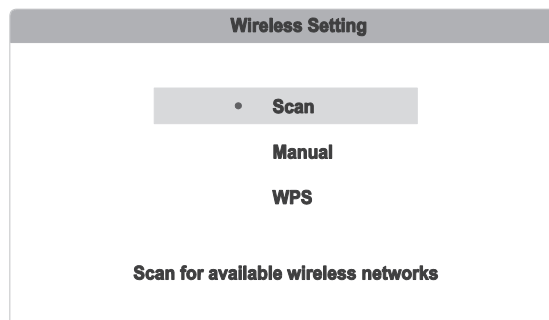 Wireless Setting
• Scan
Manual
WPS
Scan for available wireless networks